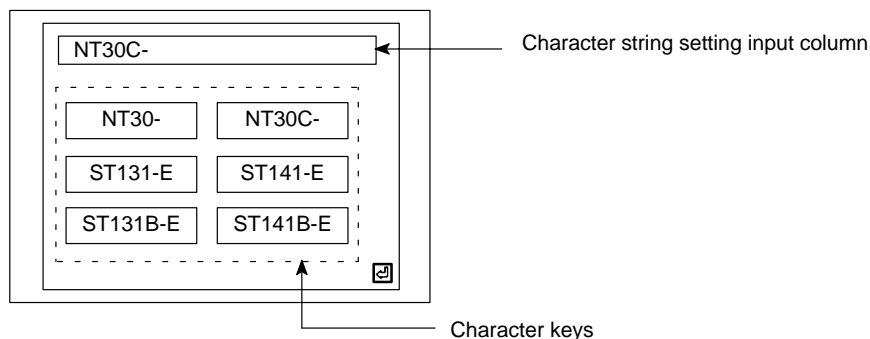 NT30C-
Character string setting input column
NT30-
NT30C-
ST131-E
ST141-E
ST131B-E
ST141B-E
Character keys